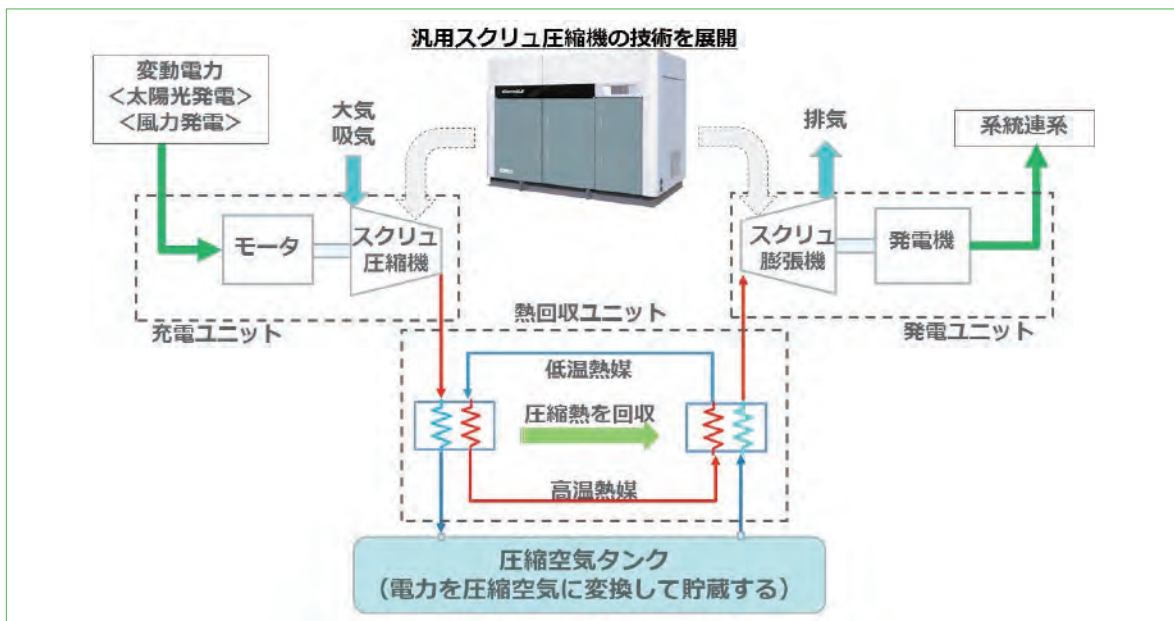 汎用スクリュ圧縮機の技術を展開
変動電力
<太陽光発電>
<風力発電>
大気
吸気
排気
系統連系
モータ
スクリュ
圧縮機
スクリュ
膨張機
発電機
充電ユニット
熱回収ユニット
発電ユニット
低温熱媒
圧縮熱を回収
高温熱媒
圧縮空気タンク
（電力を圧縮空気に変換して貯蔵する）